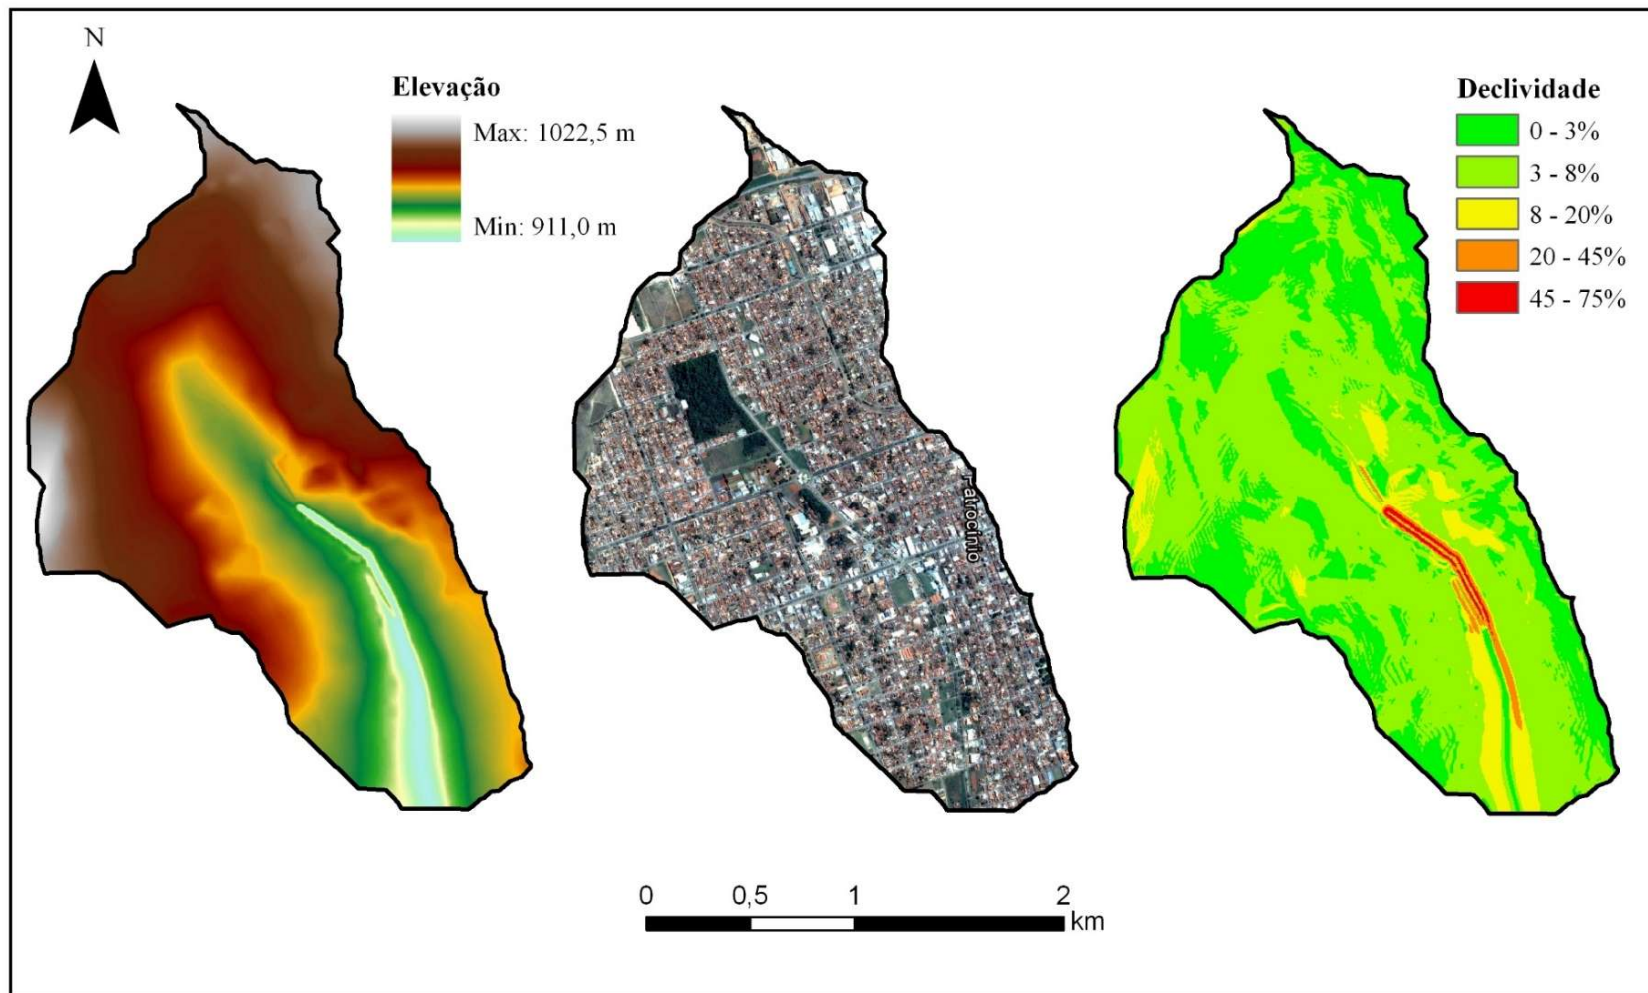 N
Elevação
Max: 1022,5 m
Min: 911,0 m
Declividade
0 - 3%
3 - 8%
8 - 20%
20 - 45%
45 - 75%
atrocinio
0 0,5 1 2
km